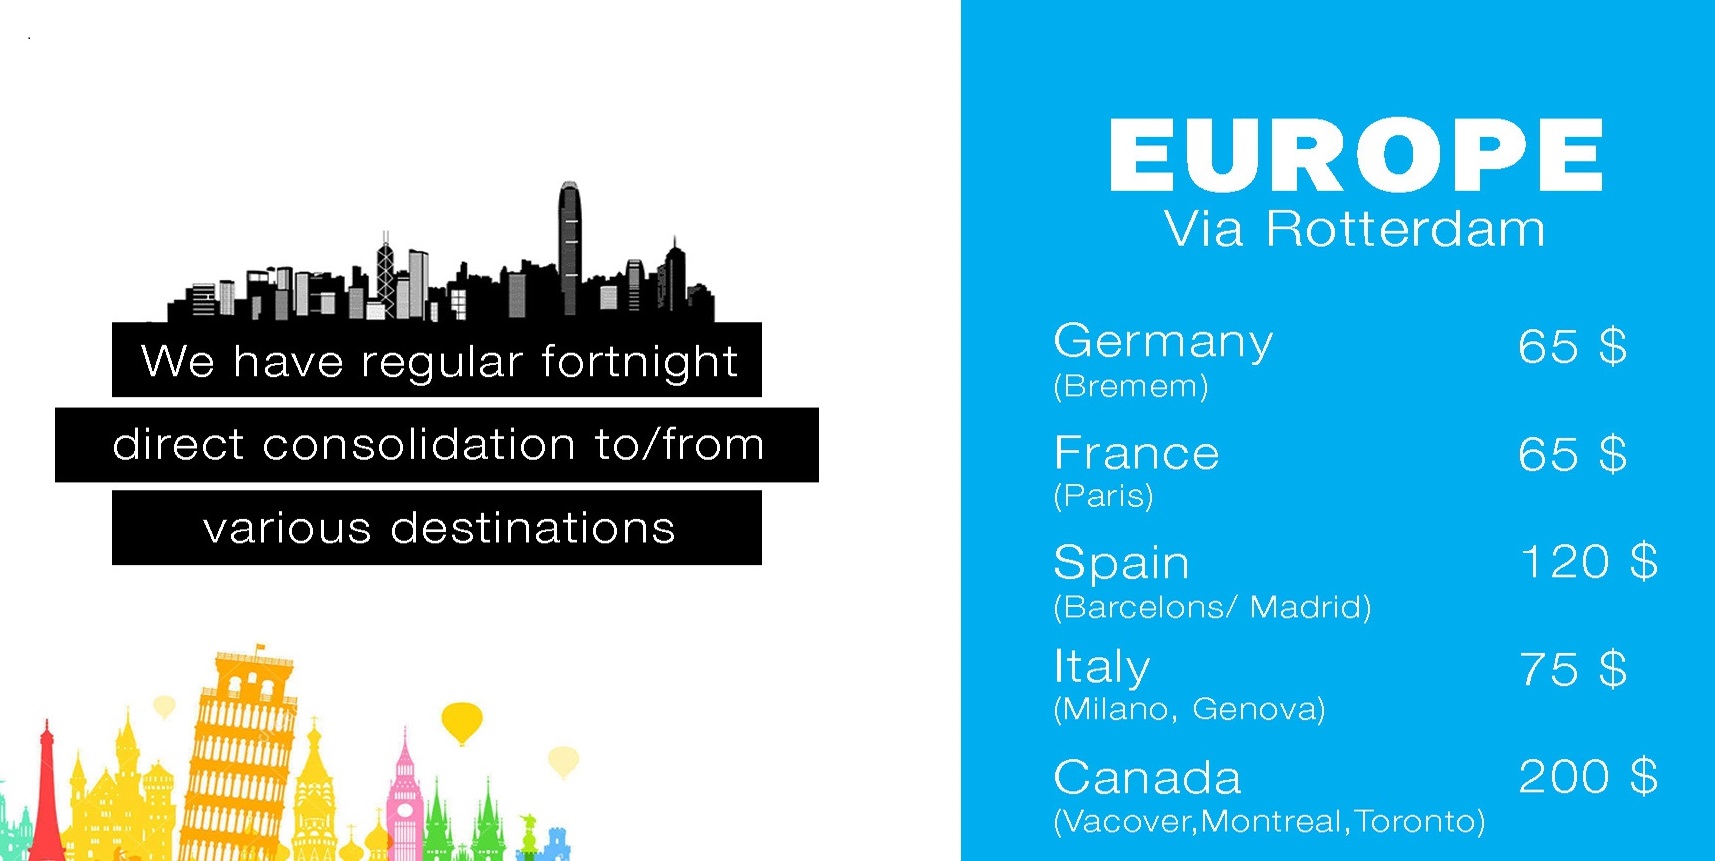 We have regular fortnight
direct consolidation to/from
various destinations
EUROPE
Via Rotterdam
Germany 65 $
(Bremem)
France 65 $
(Paris)
Spain 120 $
(Barcelons/ Madrid)
Italy 75 $
(Milano, Genova)
Canada 200 $
(Vacover,Montreal,Toronto)